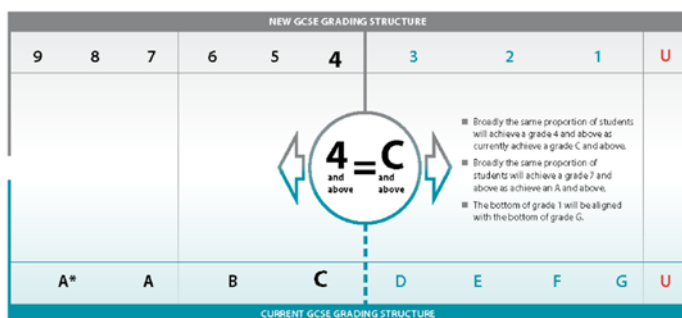 NEW GCSE GRADING STRUCTURE
9 8 7 6 5 4 3 2 1 U
4 = C
and above and above
■ Broadly the same proportion of students
will achieve a grade 4 and above as
currently achieve a grade C and above.
■ Broadly the same proportion of
students will achieve a grade 7 and
above as achieve an A and above.
■ The bottom of grade 1 will be aligned
with the bottom of grade G.
A* A B C D E F G U
CURRENT GCSE GRADING STRUCTURE